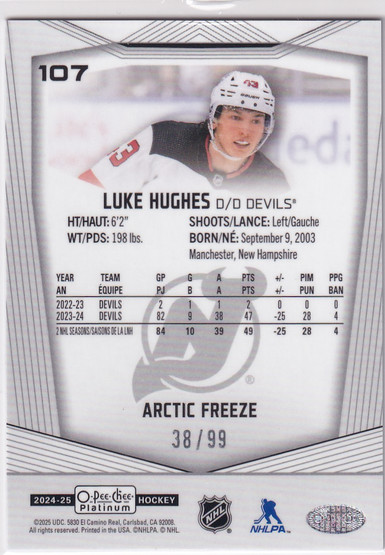 107
43
43
LUKE HUGHES D/D DEVILS®
HT/HAUT: 6'2" SHOOTS/LANCE: Left/Gauche
WT/PDS: 198 lbs. BORN/NÉ: September 9, 2003
Manchester, New Hampshire
YEAR TEAM GP G A PTS +/- PIM PPG
AN ÉQUIPE PJ B A PTS +/- PUN BAN
2022-23 DEVILS 2 1 1 2 0 0 0
2023-24 DEVILS 82 9 38 47 -25 28 4
2 NHL SEASONS/SAISONS DE LA LNH 84 10 39 49 -25 28 4
®
ARCTIC FREEZE
38/99
2024-25 O-Pee-Chee Platinum HOCKEY
NHL NHLPA
©2025 UDC. 5830 El Camino Real, Carlsbad, CA 92008.
All rights reserved. Printed in USA. ©NHLPA. © NHL.